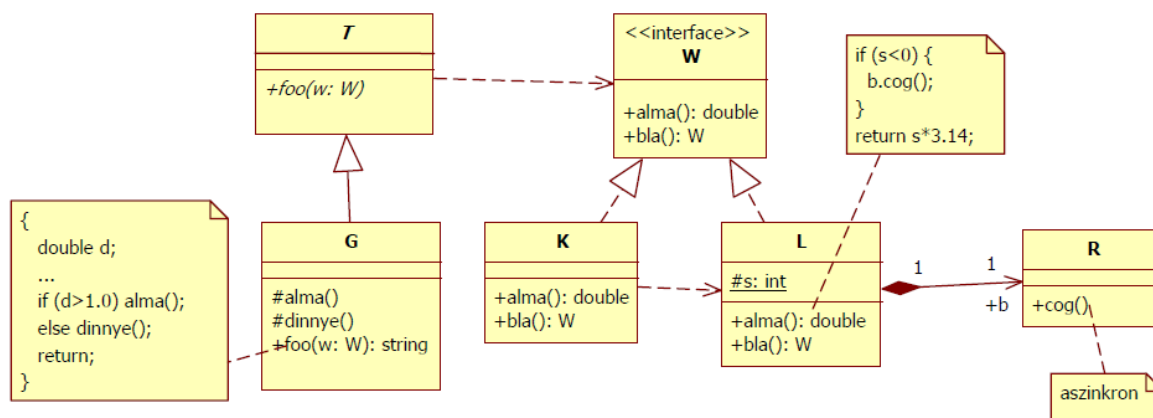 T
+foo(w: W)
<<interface>>
W
+alma(): double
+bla(): W
if (s<0) {
b.cog();
}
return s*3.14;
{
double d;
...
if (d>1.0) alma();
else dinnye();
return;
}
G
#alma()
#dinnye()
+foo(w: W): string
K
+alma(): double
+bla(): W
L
#s: int
+alma(): double
+bla(): W
1
1
+b
R
+cog()
aszinkron